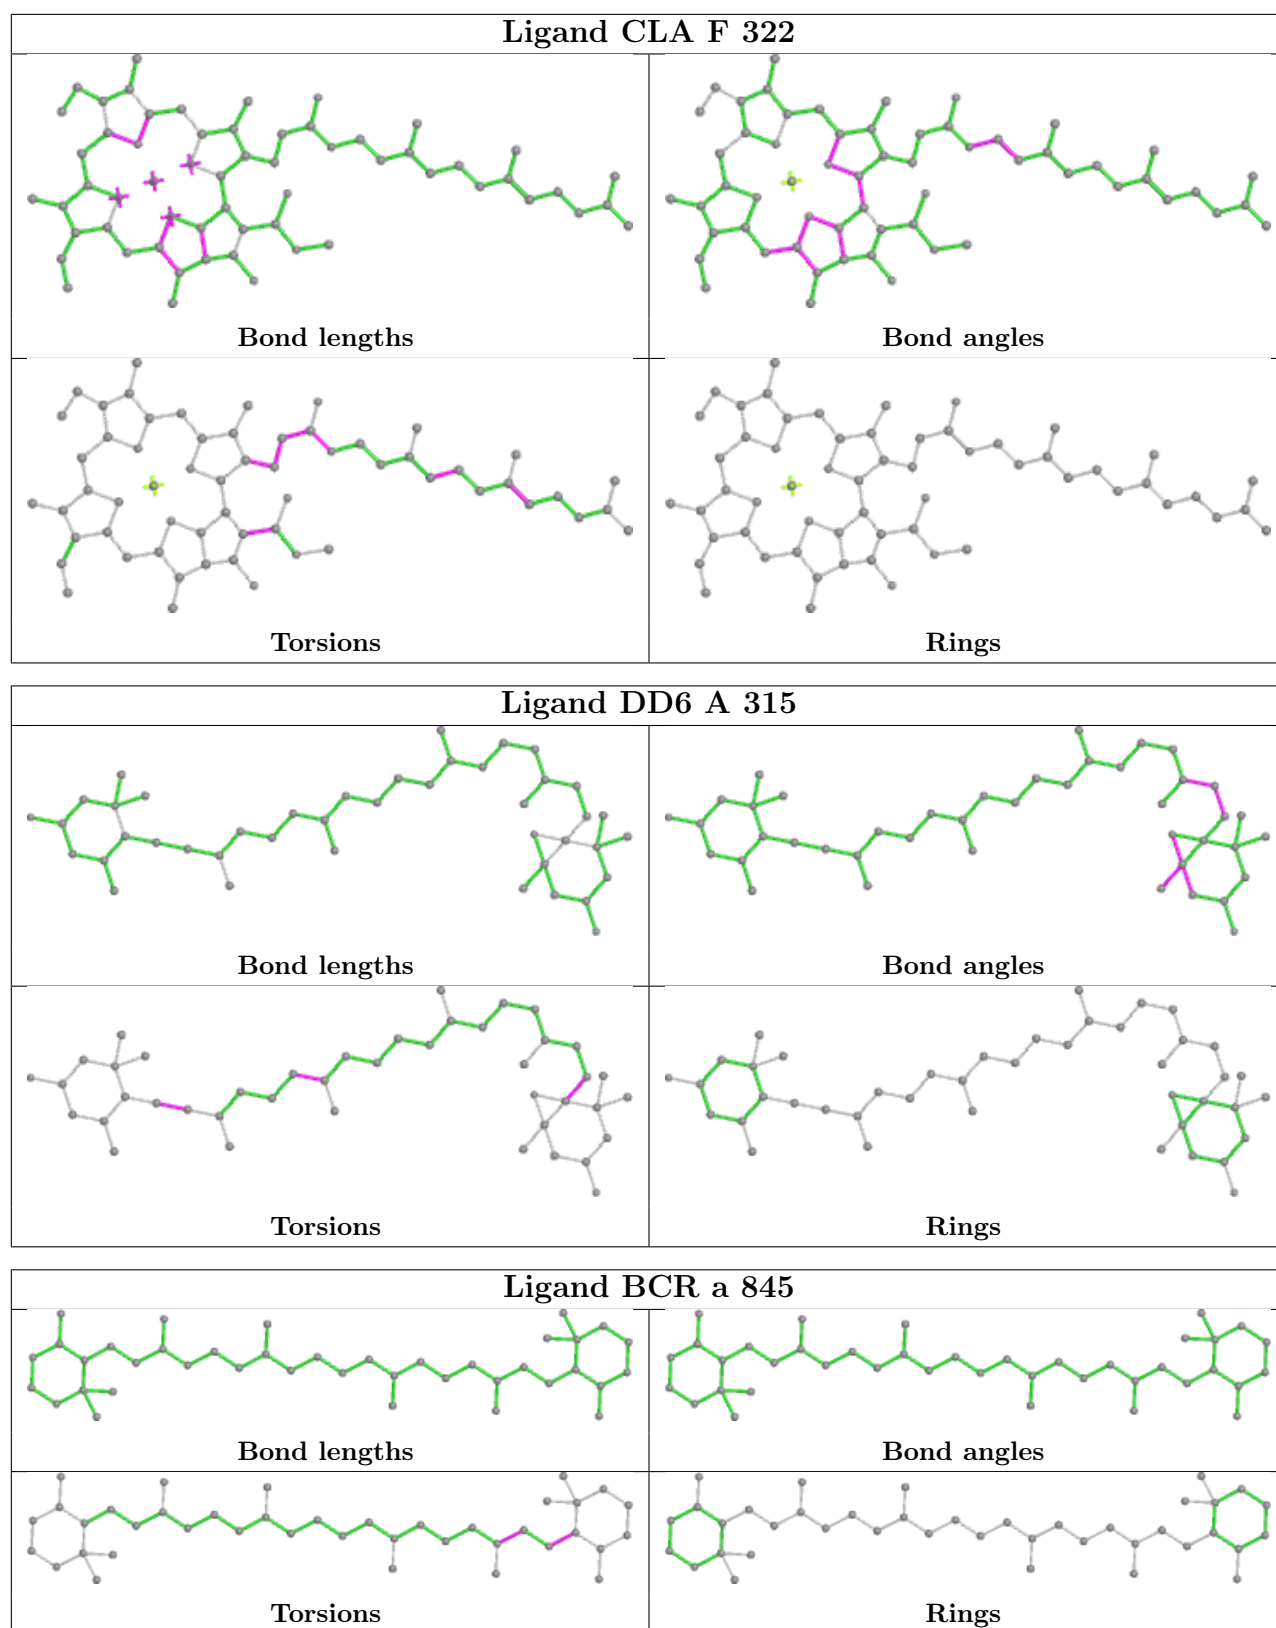 Ligand CLA F 322
Bond lengths
Bond angles
Torsions
Rings
Ligand DD6 A 315
Bond lengths
Bond angles
Torsions
Rings
Ligand BCR a 845
Bond lengths
Bond angles
Torsions
Rings